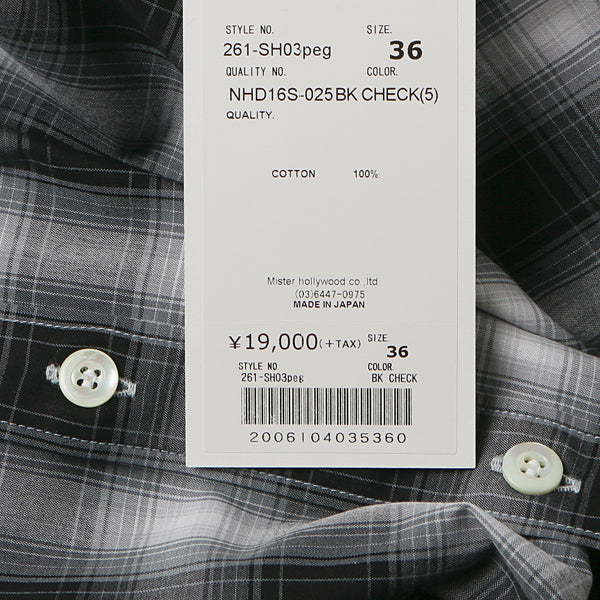 STYLE NO. SIZE.
261-SH03peg 36
QUALITY NO. COLOR.
NHD16S-025BK CHECK(5)
QUALITY.
COTTON 100%
Mister hollywood co.,ltd.
(03)6447-0975
MADE IN JAPAN
¥19,000(+TAX) SIZE. 36
STYLE NO. COLOR.
261-SH03peg BK CHECK
2006104035360